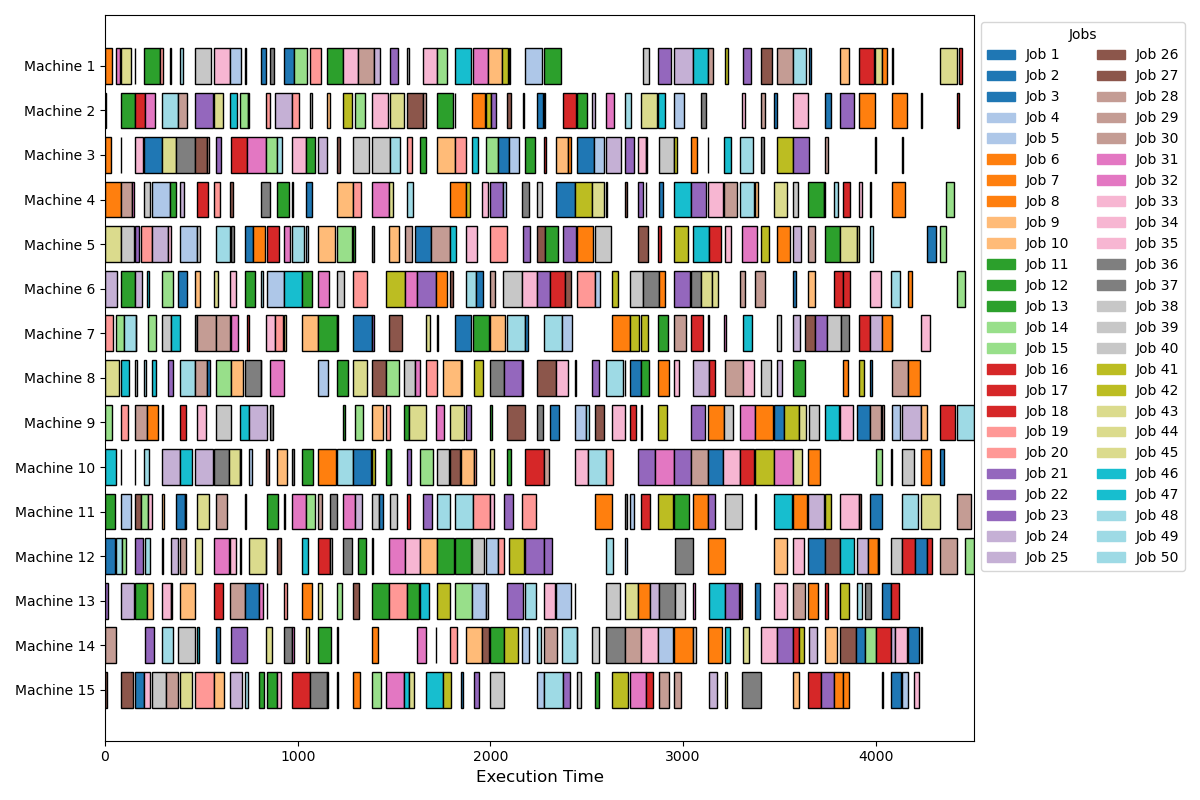 Machine 1
Machine 2
Machine 3
Machine 4
Machine 5
Machine 6
Machine 7
Machine 8
Machine 9
Machine 10
Machine 11
Machine 12
Machine 13
Machine 14
Machine 15
0 1000 2000 3000 4000
Execution Time
Jobs
Job 1
Job 2
Job 3
Job 4
Job 5
Job 6
Job 7
Job 8
Job 9
Job 10
Job 11
Job 12
Job 13
Job 14
Job 15
Job 16
Job 17
Job 18
Job 19
Job 20
Job 21
Job 22
Job 23
Job 24
Job 25
Job 26
Job 27
Job 28
Job 29
Job 30
Job 31
Job 32
Job 33
Job 34
Job 35
Job 36
Job 37
Job 38
Job 39
Job 40
Job 41
Job 42
Job 43
Job 44
Job 45
Job 46
Job 47
Job 48
Job 49
Job 50